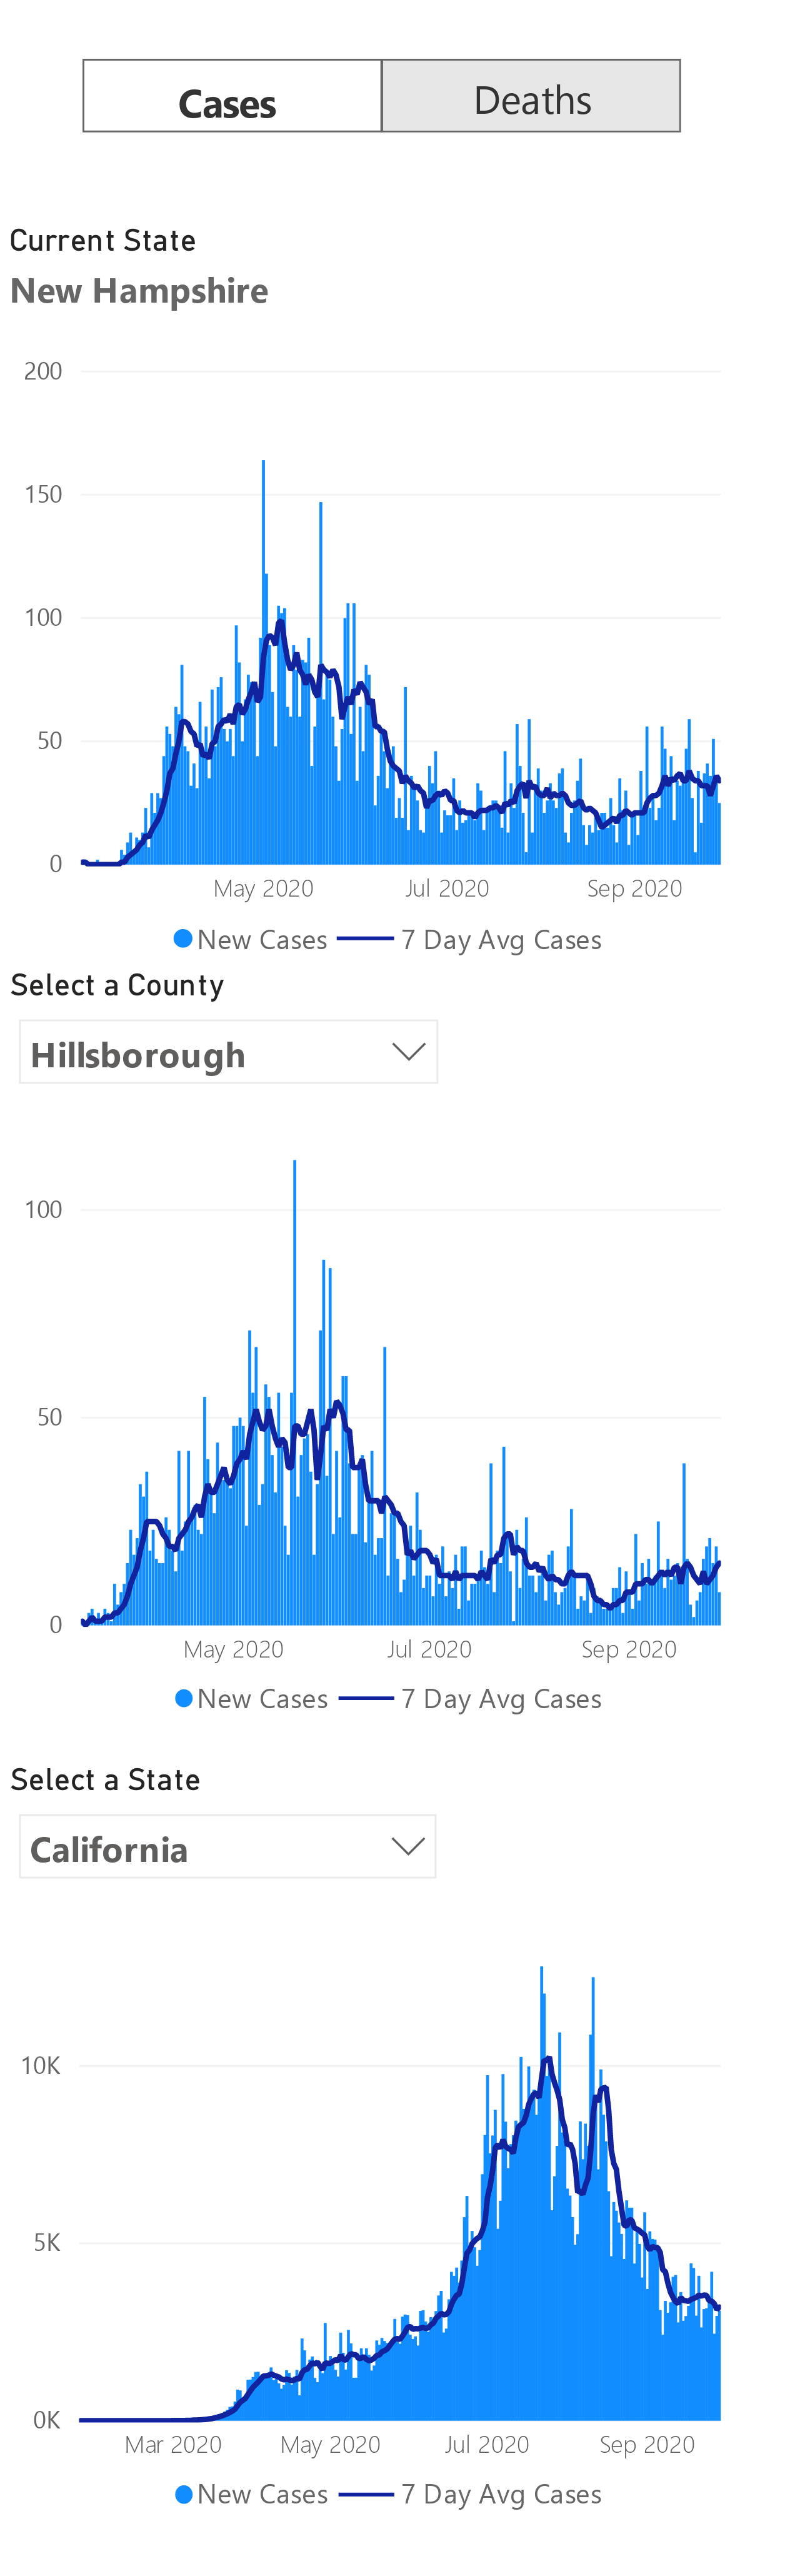 Cases Deaths
Current State
New Hampshire
200
150
100
50
0
May 2020 Jul 2020 Sep 2020
New Cases 7 Day Avg Cases
Select a County
Hillsborough
100
50
0
May 2020 Jul 2020 Sep 2020
New Cases 7 Day Avg Cases
Select a State
California
10K
5K
0K
Mar 2020 May 2020 Jul 2020 Sep 2020
New Cases 7 Day Avg Cases